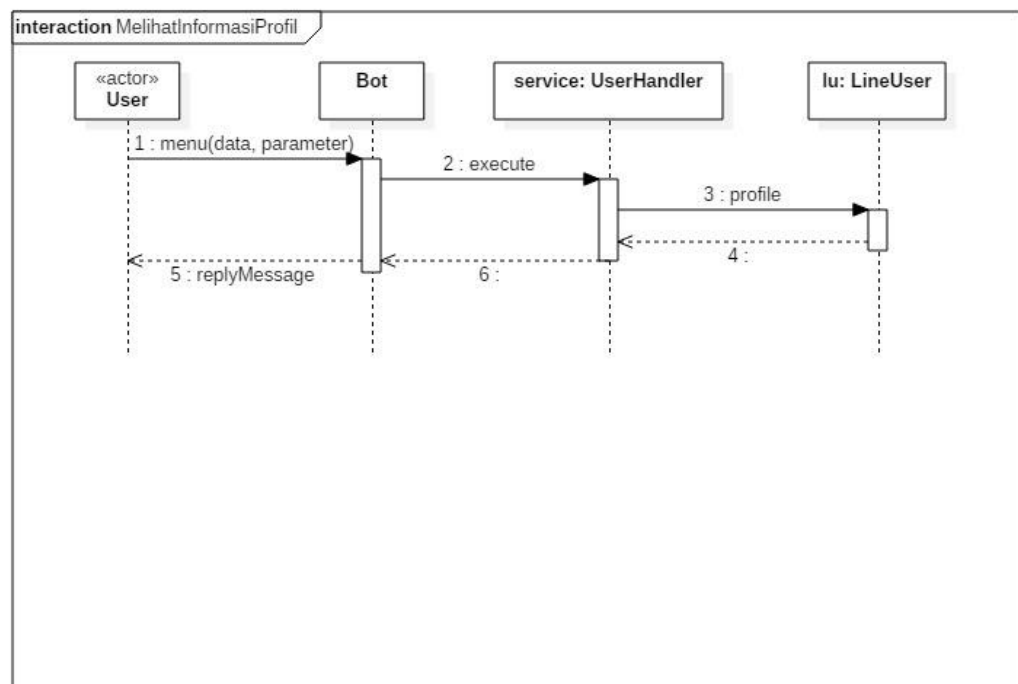 interaction MelihatInformasiProfil
«actor»
User
Bot
service: UserHandler
lu: LineUser
1 : menu(data, parameter)
2 : execute
3 : profile
4 :
5 : replyMessage
6 :